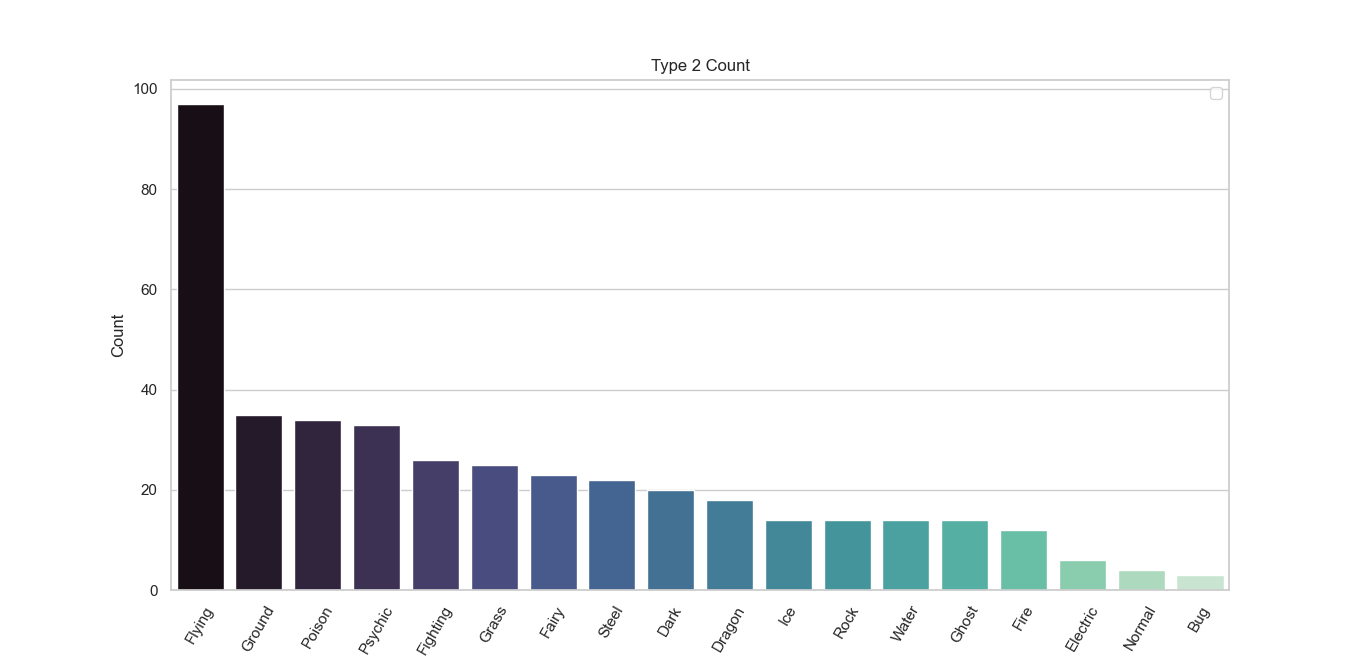 Type 2 Count
100
80
60
40
20
0
Count
Flying
Ground
Poison
Psychic
Fighting
Grass
Fairy
Steel
Dark
Dragon
Ice
Rock
Water
Ghost
Fire
Electric
Normal
Bug